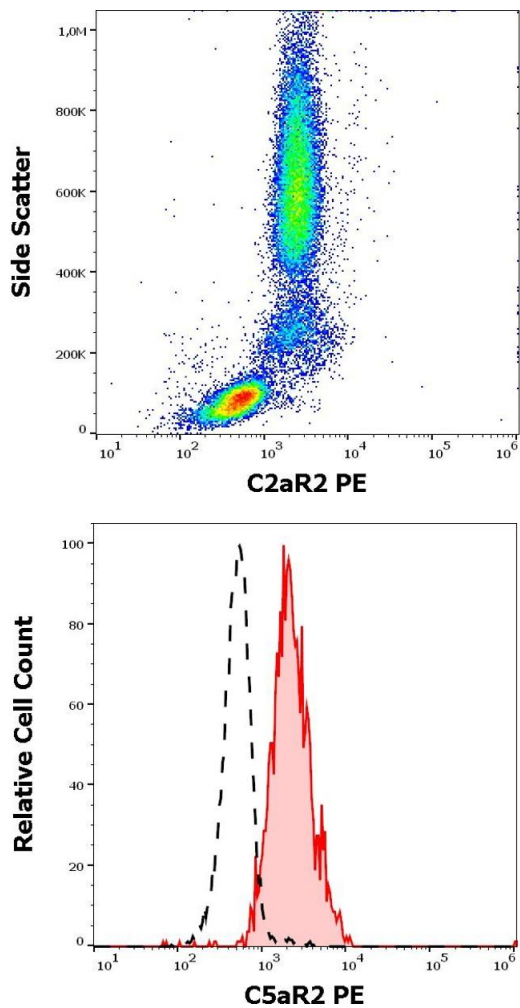 1,0M
800K
600K
400K
200K
0
Side Scatter
10¹ 10² 10³ 10⁴ 10⁵ 10⁶
C2aR2 PE
100
80
60
40
20
0
Relative Cell Count
10¹ 10² 10³ 10⁴ 10⁵ 10⁶
C5aR2 PE